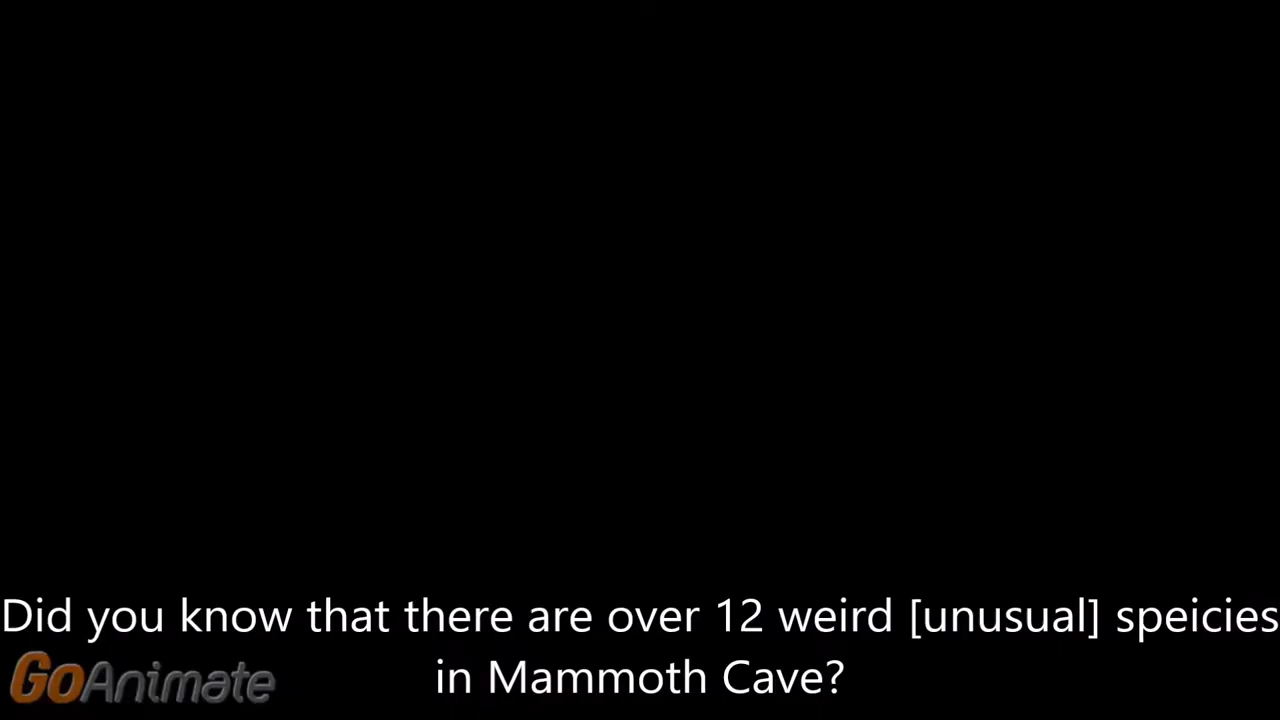 Did you know that there are over 12 weird [unusual] speicies
in Mammoth Cave?
GoAnimate